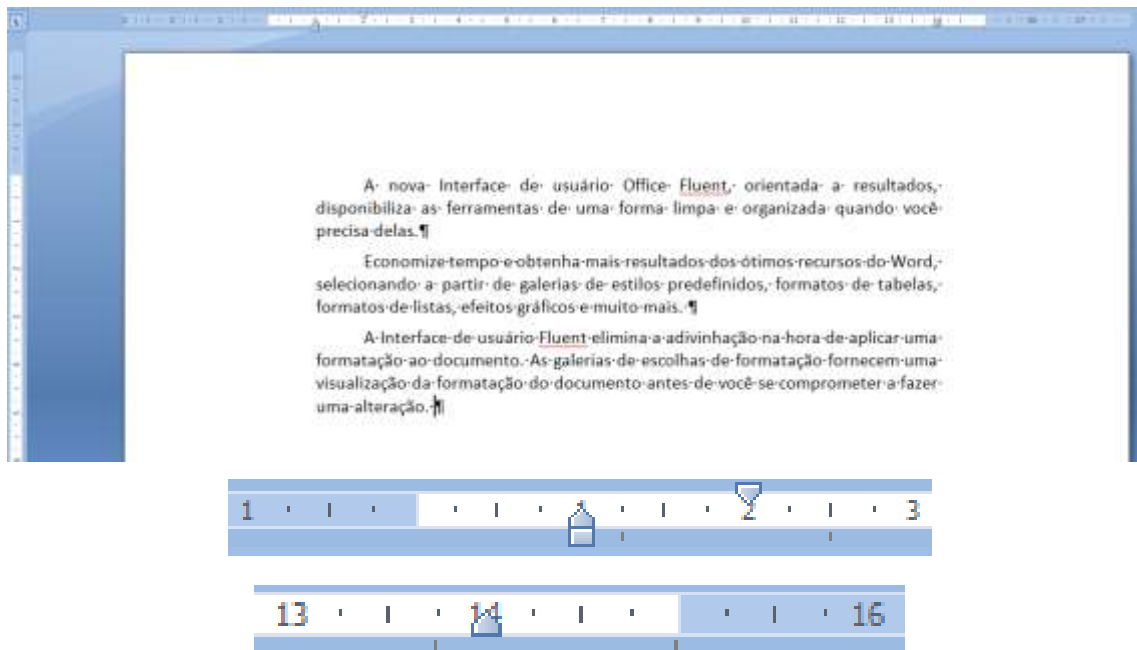 A nova Interface de usuário Office Fluent, orientada a resultados,
disponibiliza as ferramentas de uma forma limpa e organizada quando você
precisa delas.¶
Economize tempo e obtenha mais resultados dos ótimos recursos do Word,
selecionando a partir de galerias de estilos predefinidos, formatos de tabelas,
formatos de listas, efeitos gráficos e muito mais. ¶
A Interface de usuário Fluent elimina a adivinhação na hora de aplicar uma
formatação ao documento. As galerias de escolhas de formatação fornecem uma
visualização da formatação do documento antes de você se comprometer a fazer
uma alteração. ¶
1 1 2 3
13 14 16